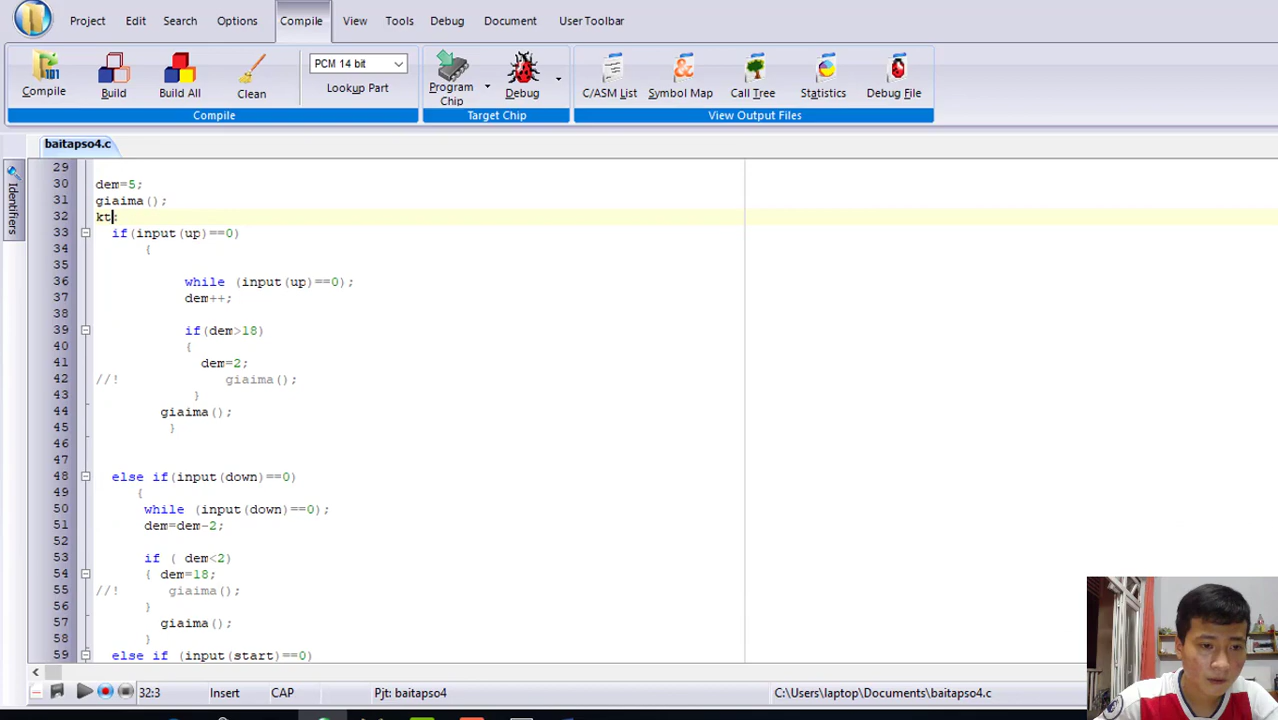 Project Edit Search Options Compile View Tools Debug Document User Toolbar
101
PCM 14 bit
Compile Build Build All Clean Lookup Part Program Chip Debug C/ASM List Symbol Map Call Tree Statistics Debug File
Compile Target Chip View Output Files
baitapso4.c
Identifiers
29
30 dem=5;
31 giaima();
32 kt:
33 if(input(up)==0)
34 {
35
36 while (input(up)==0);
37 dem++;
38
39 if(dem>18)
40 {
41 dem=2;
42 //! giaima();
43 }
44 giaima();
45 }
46
47
48 else if(input(down)==0)
49 {
50 while (input(down)==0);
51 dem=dem-2;
52
53 if ( dem<2)
54 { dem=18;
55 //! giaima();
56 }
57 giaima();
58 }
59 else if (input(start)==0)
32:3 Insert CAP Pjt: baitapso4 C:\Users\laptop\Documents\baitapso4.c